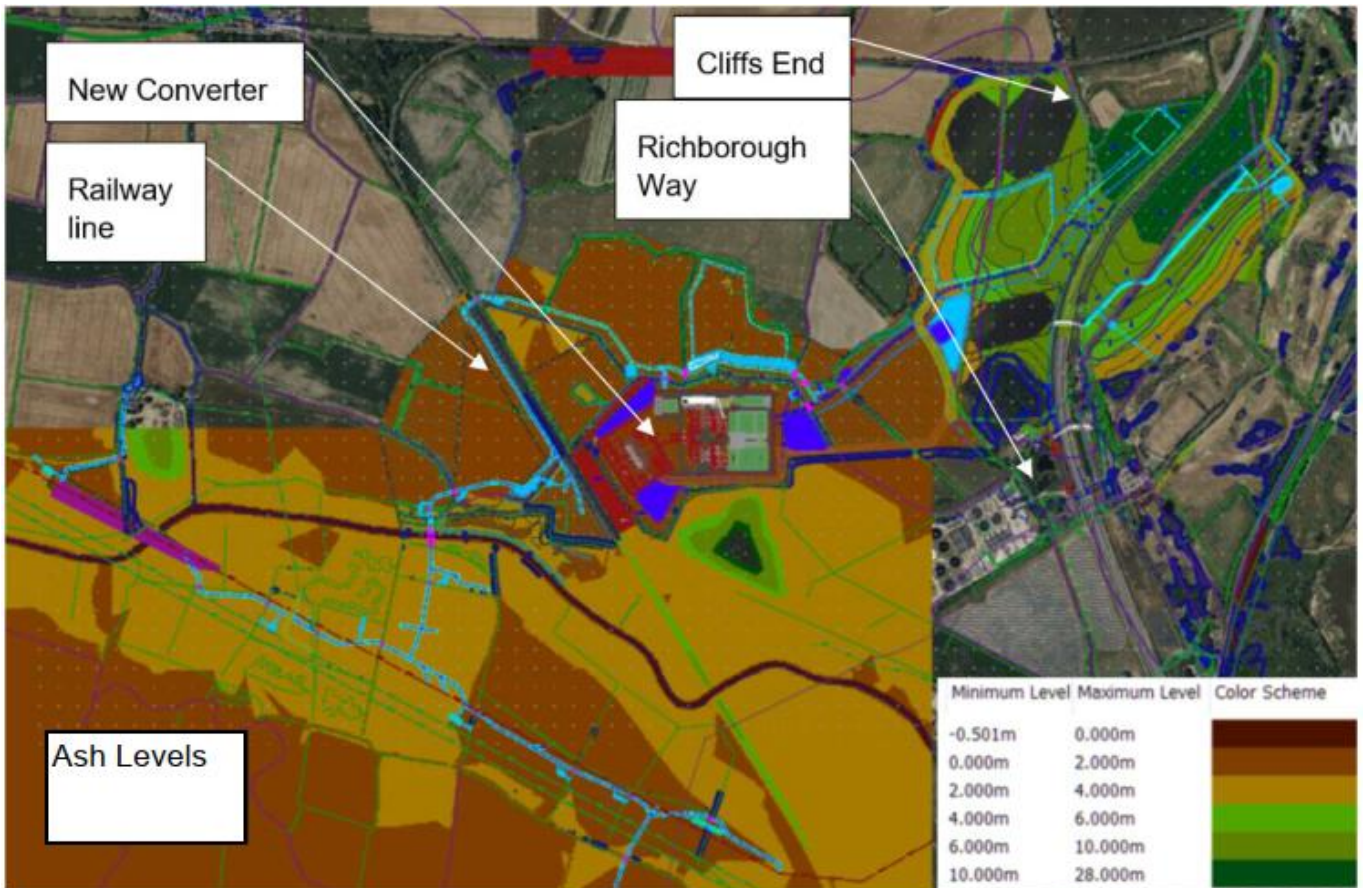 New Converter
Railway
line
Cliffs End
Richborough
Way
W
Ash Levels
Minimum Level Maximum Level Color Scheme
-0.501m 0.000m
0.000m 2.000m
2.000m 4.000m
4.000m 6.000m
6.000m 10.000m
10.000m 28.000m